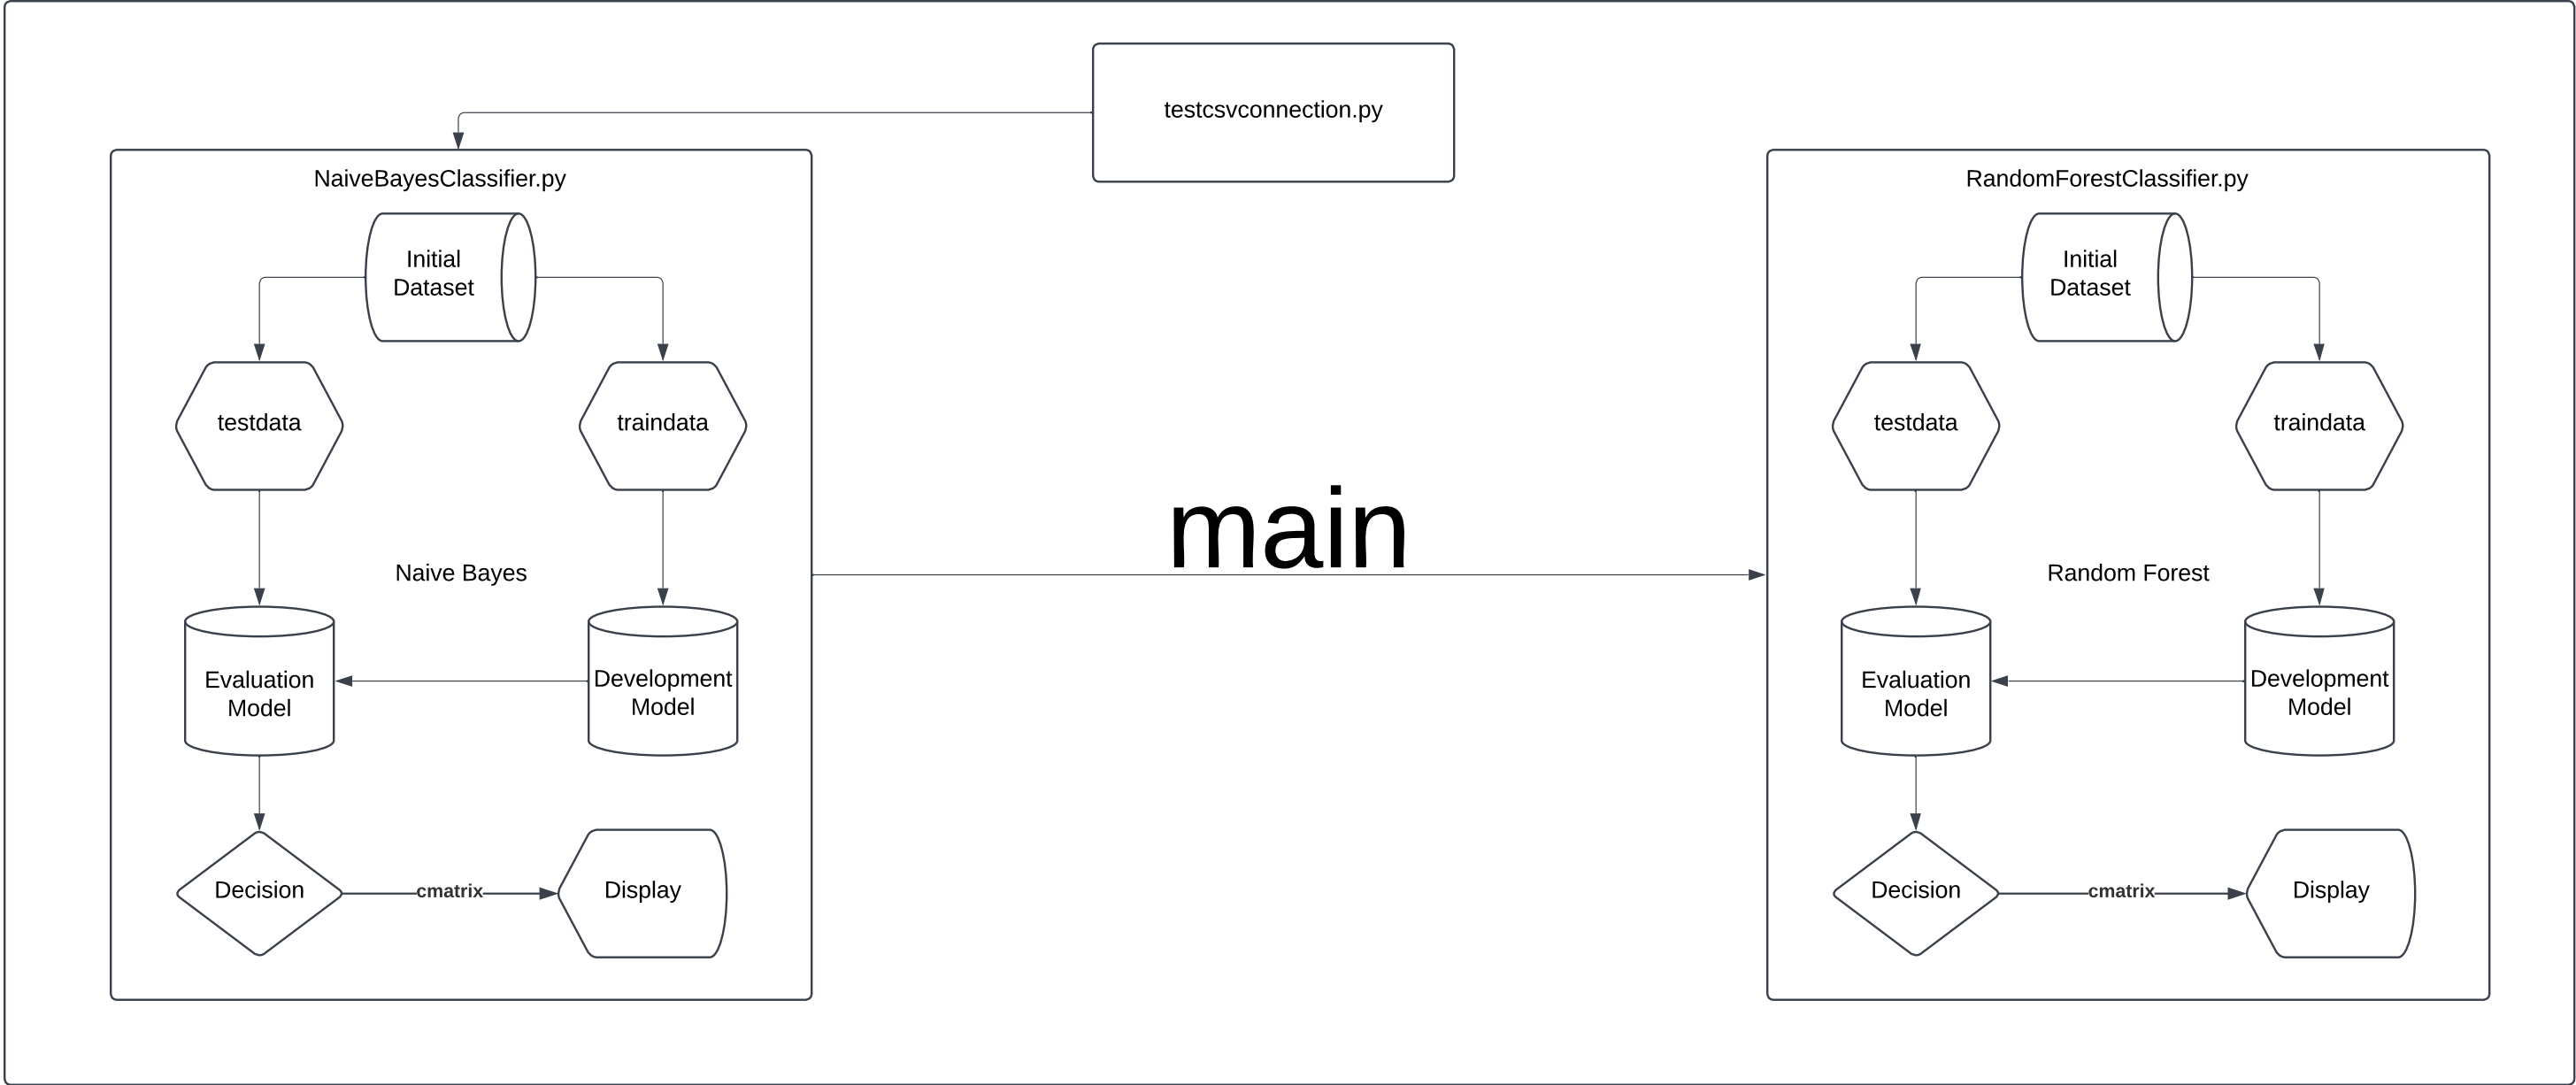 testcsvconnection.py
NaiveBayesClassifier.py
Initial
Dataset
testdata
traindata
Naive Bayes
Evaluation
Model
Development
Model
Decision
cmatrix
Display
main
RandomForestClassifier.py
Initial
Dataset
testdata
traindata
Random Forest
Evaluation
Model
Development
Model
Decision
cmatrix
Display